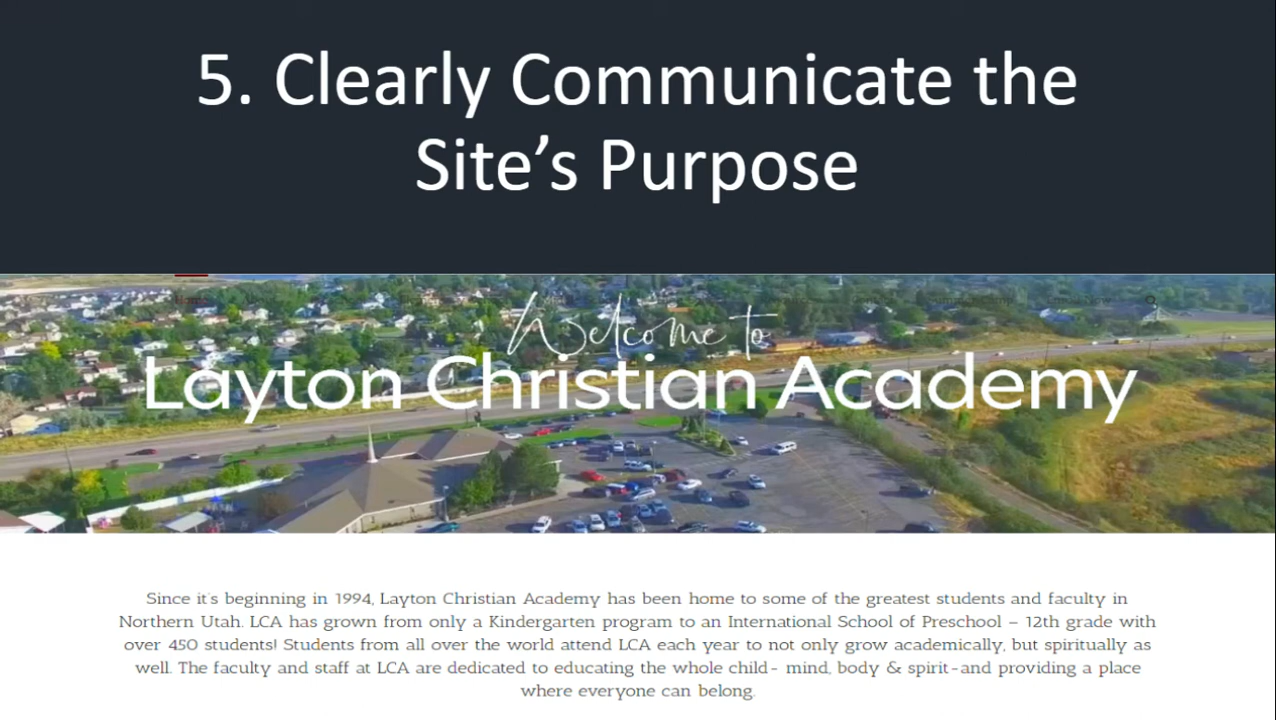 5. Clearly Communicate the
Site’s Purpose
Home
Enroll Now
Welcome to
Layton Christian Academy
Since it's beginning in 1994, Layton Christian Academy has been home to some of the greatest students and faculty in
Northern Utah. LCA has grown from only a Kindergarten program to an International School of Preschool – 12th grade with
over 450 students! Students from all over the world attend LCA each year to not only grow academically, but spiritually as
well. The faculty and staff at LCA are dedicated to educating the whole child- mind, body & spirit-and providing a place
where everyone can belong.